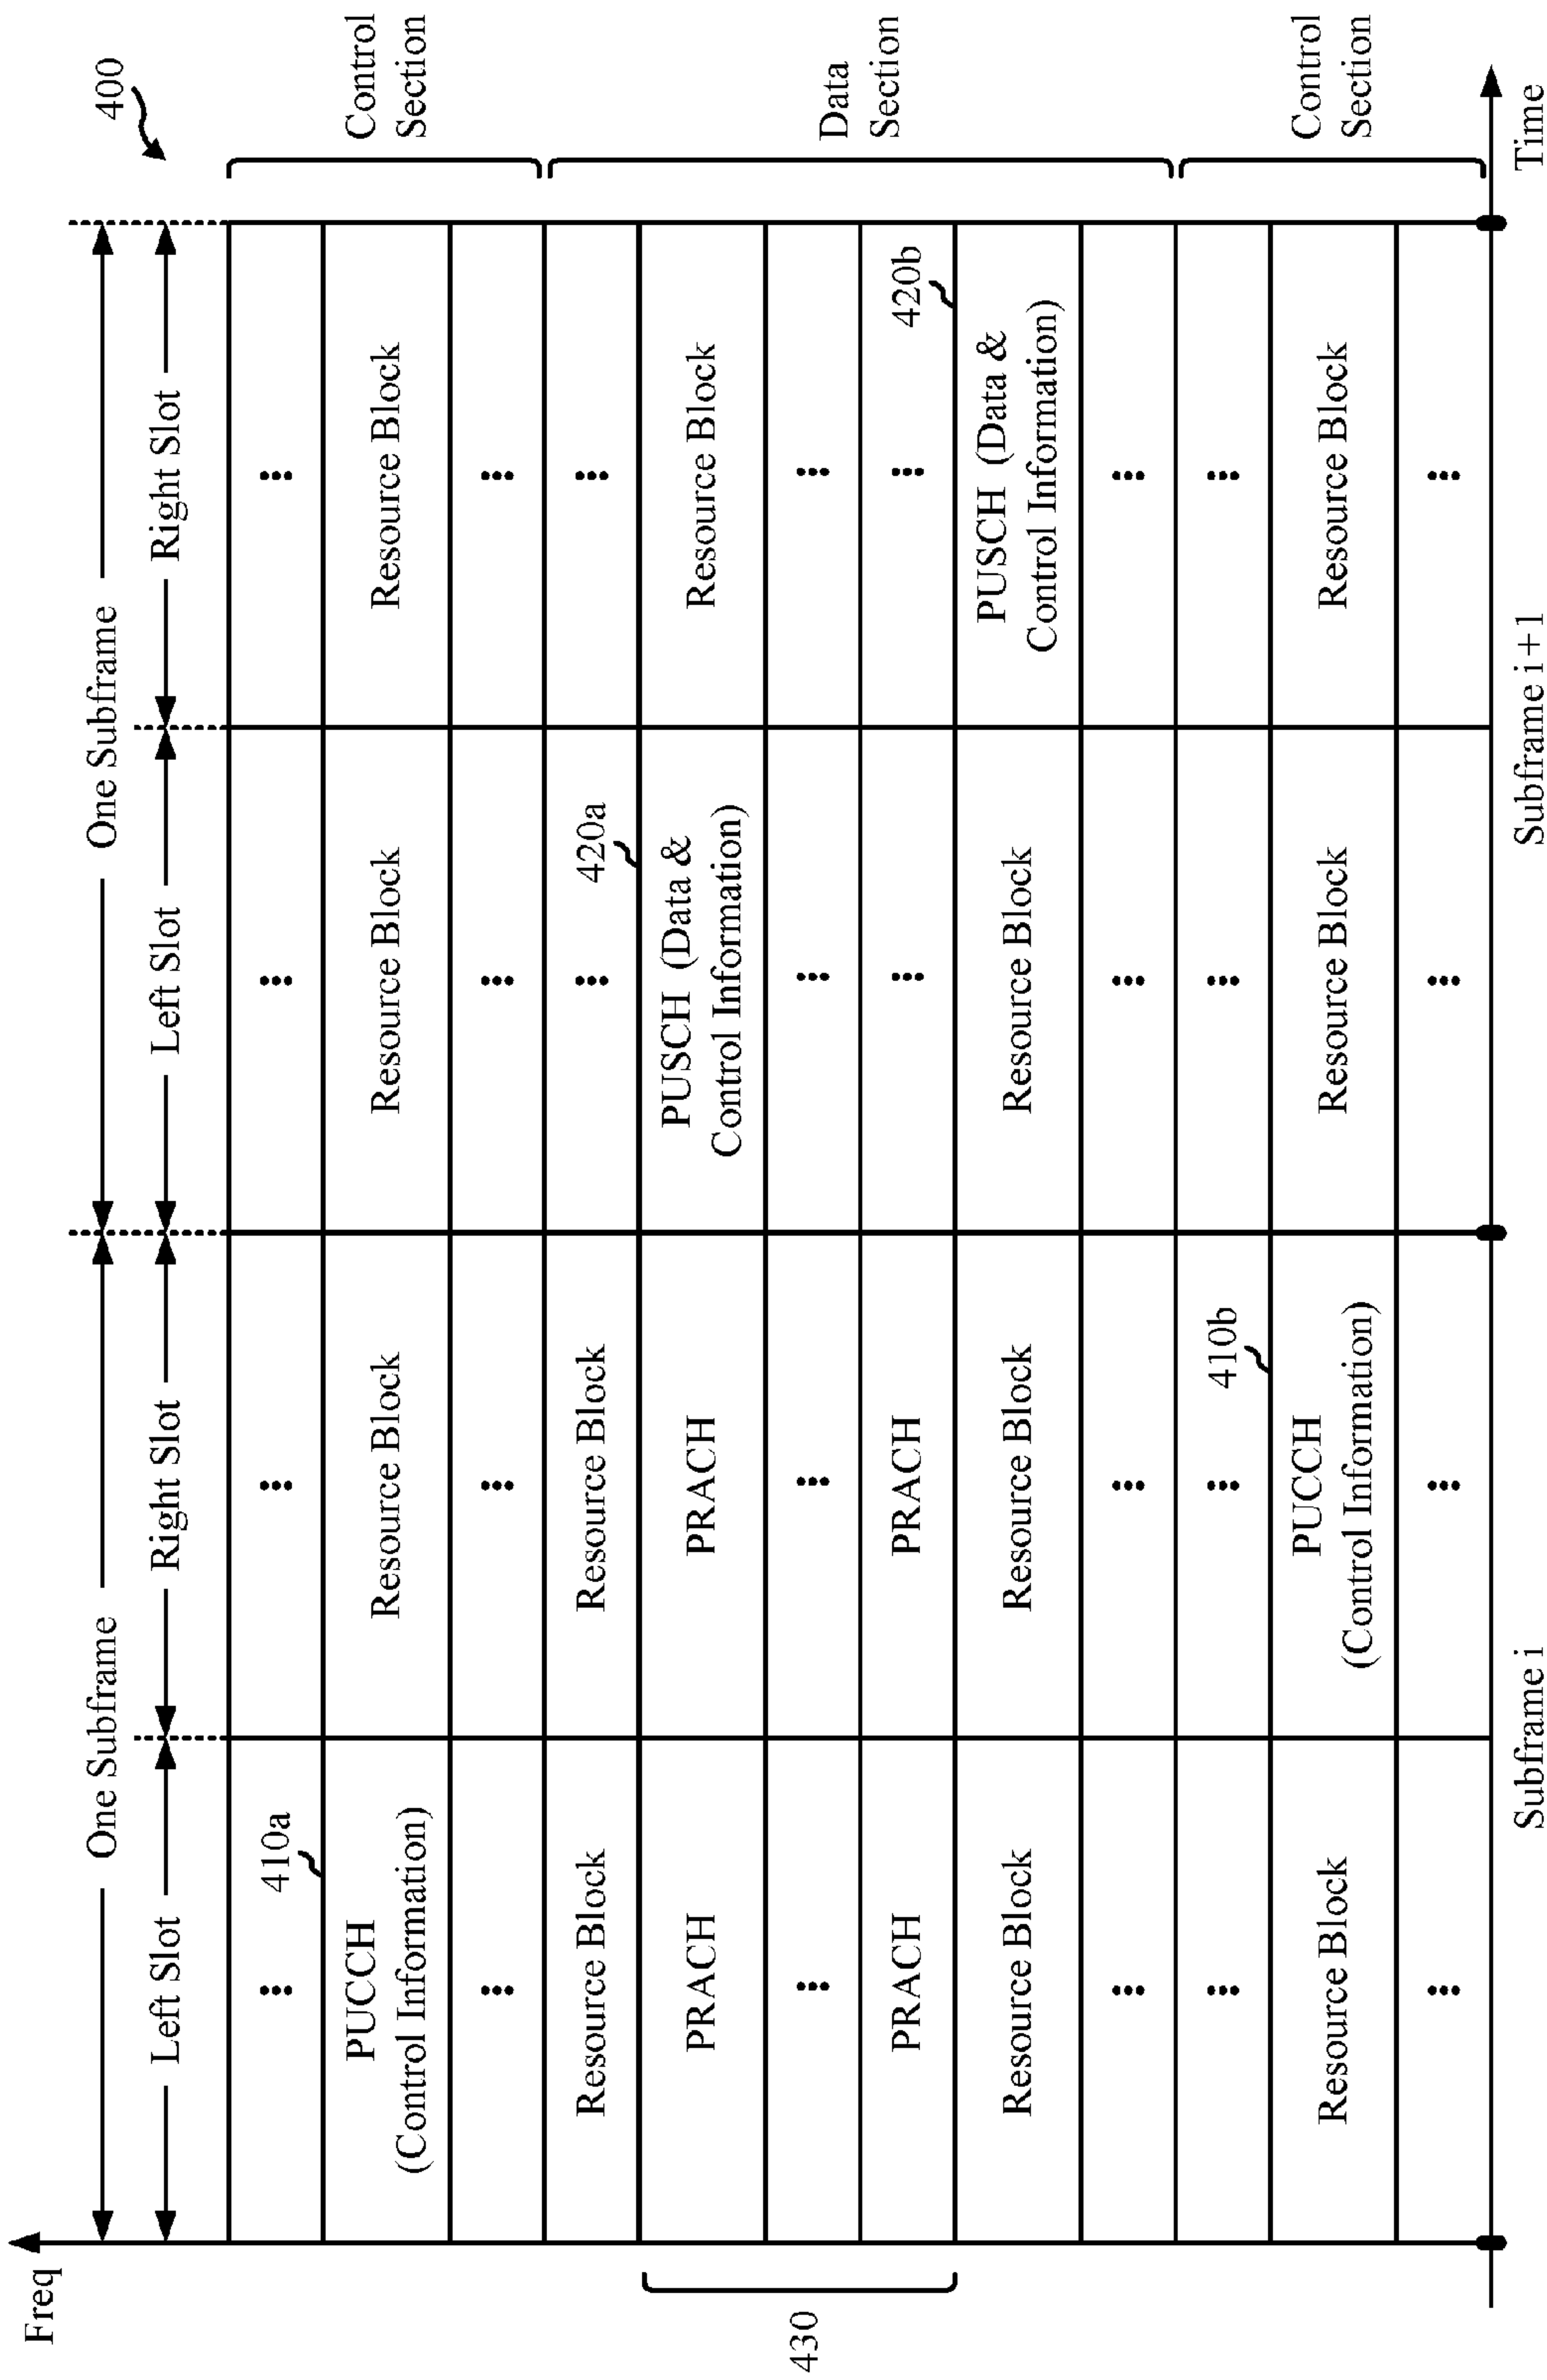 400
Freq
One Subframe
One Subframe
Left Slot
Right Slot
Left Slot
Right Slot
410a
PUCCH
(Control Information)
Resource Block
Resource Block
Resource Block
Control
Section
Resource Block
Resource Block
420a
430
PRACH
PRACH
PUSCH (Data &
Control Information)
Resource Block
Data
Section
PRACH
PRACH
420b
Resource Block
Resource Block
Resource Block
PUSCH (Data &
Control Information)
410b
Resource Block
PUCCH
(Control Information)
Resource Block
Resource Block
Control
Section
Subframe i
Subframe i + 1
Time